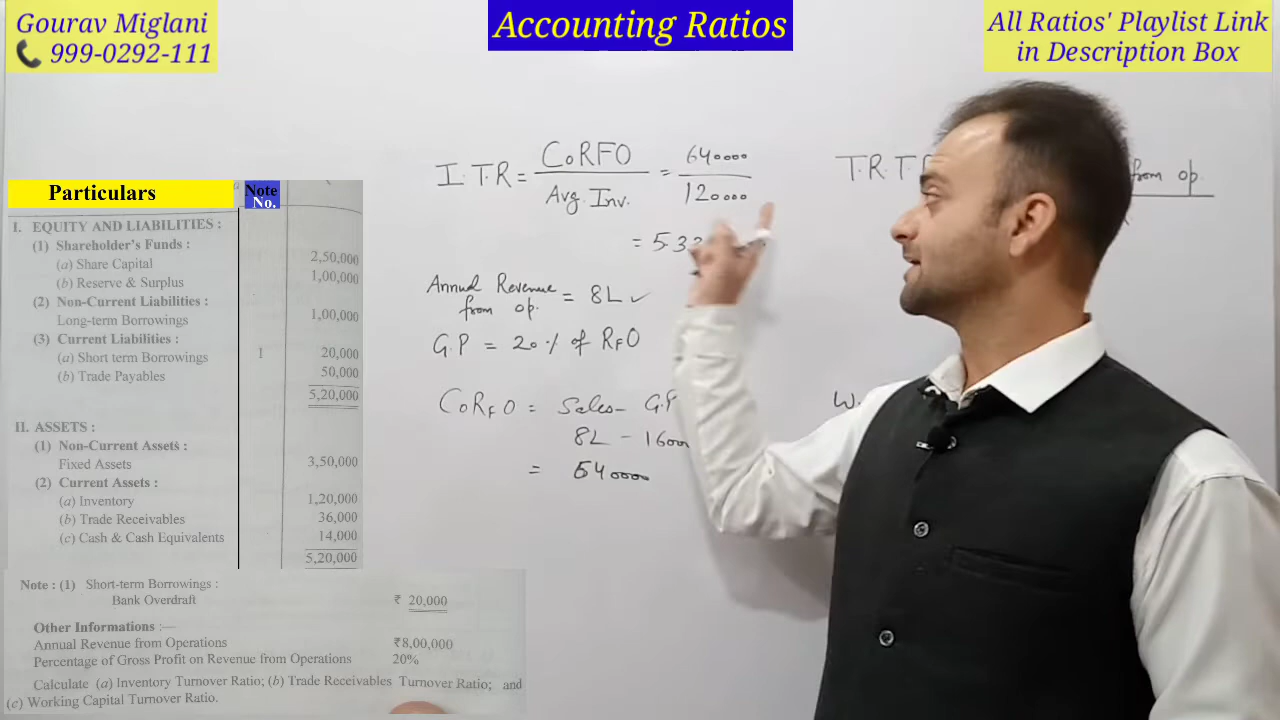 Gourav Miglani
999-0292-111
Accounting Ratios
All Ratios' Playlist Link
in Description Box
Particulars
Note
No.
I. EQUITY AND LIABILITIES :
(1) Shareholder's Funds :
(a) Share Capital 2,50,000
(b) Reserve & Surplus 1,00,000
(2) Non-Current Liabilities :
Long-term Borrowings 1,00,000
(3) Current Liabilities :
(a) Short term Borrowings 1 20,000
(b) Trade Payables 50,000
5,20,000
II. ASSETS :
(1) Non-Current Assets :
Fixed Assets 3,50,000
(2) Current Assets :
(a) Inventory 1,20,000
(b) Trade Receivables 36,000
(c) Cash & Cash Equivalents 14,000
5,20,000
Note : (1) Short-term Borrowings :
Bank Overdraft ₹ 20,000
Other Informations :—
Annual Revenue from Operations ₹8,00,000
Percentage of Gross Profit on Revenue from Operations 20%
Calculate (a) Inventory Turnover Ratio; (b) Trade Receivables Turnover Ratio; and
(c) Working Capital Turnover Ratio.
I.T.R = CoRFO / Avg. Inv. = 640000 / 120000
= 5.33
Annual Revenue
from op. = 8L ✓
G.P = 20% of RFO
CoRFO = Sales - G.P
8L - 16000
= 640000
T.R.T.R
from op.
W.